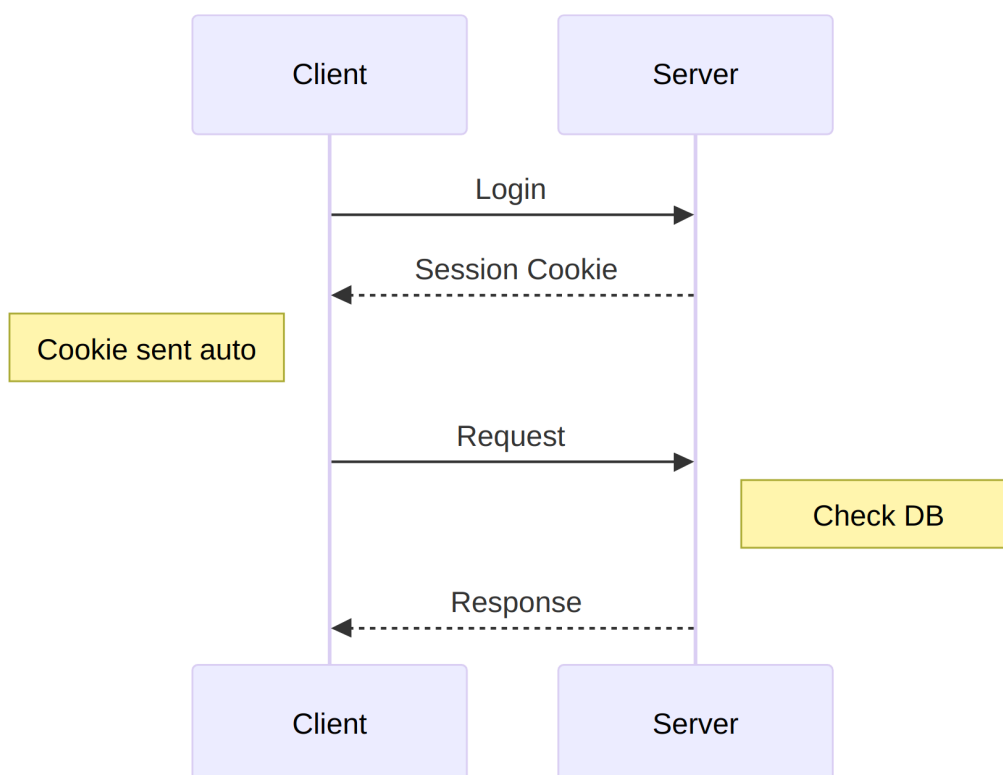 Client
Server
Login
Session Cookie
Cookie sent auto
Request
Check DB
Response
Client
Server